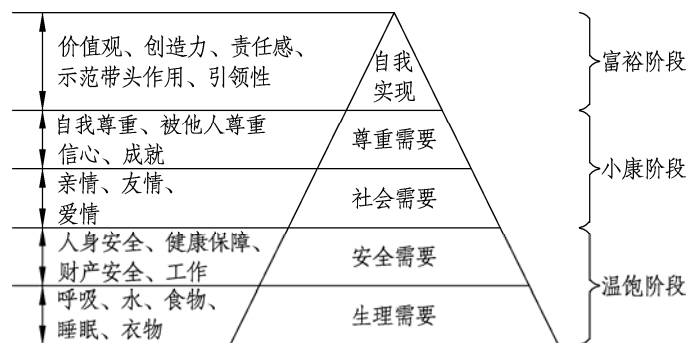 价值观、创造力、责任感、
示范带头作用、引领性
自我
实现
富裕阶段
自我尊重、被他人尊重
信心、成就
尊重需要
小康阶段
亲情、友情、
爱情
社会需要
人身安全、健康保障、
财产安全、工作
安全需要
温饱阶段
呼吸、水、食物、
睡眠、衣物
生理需要